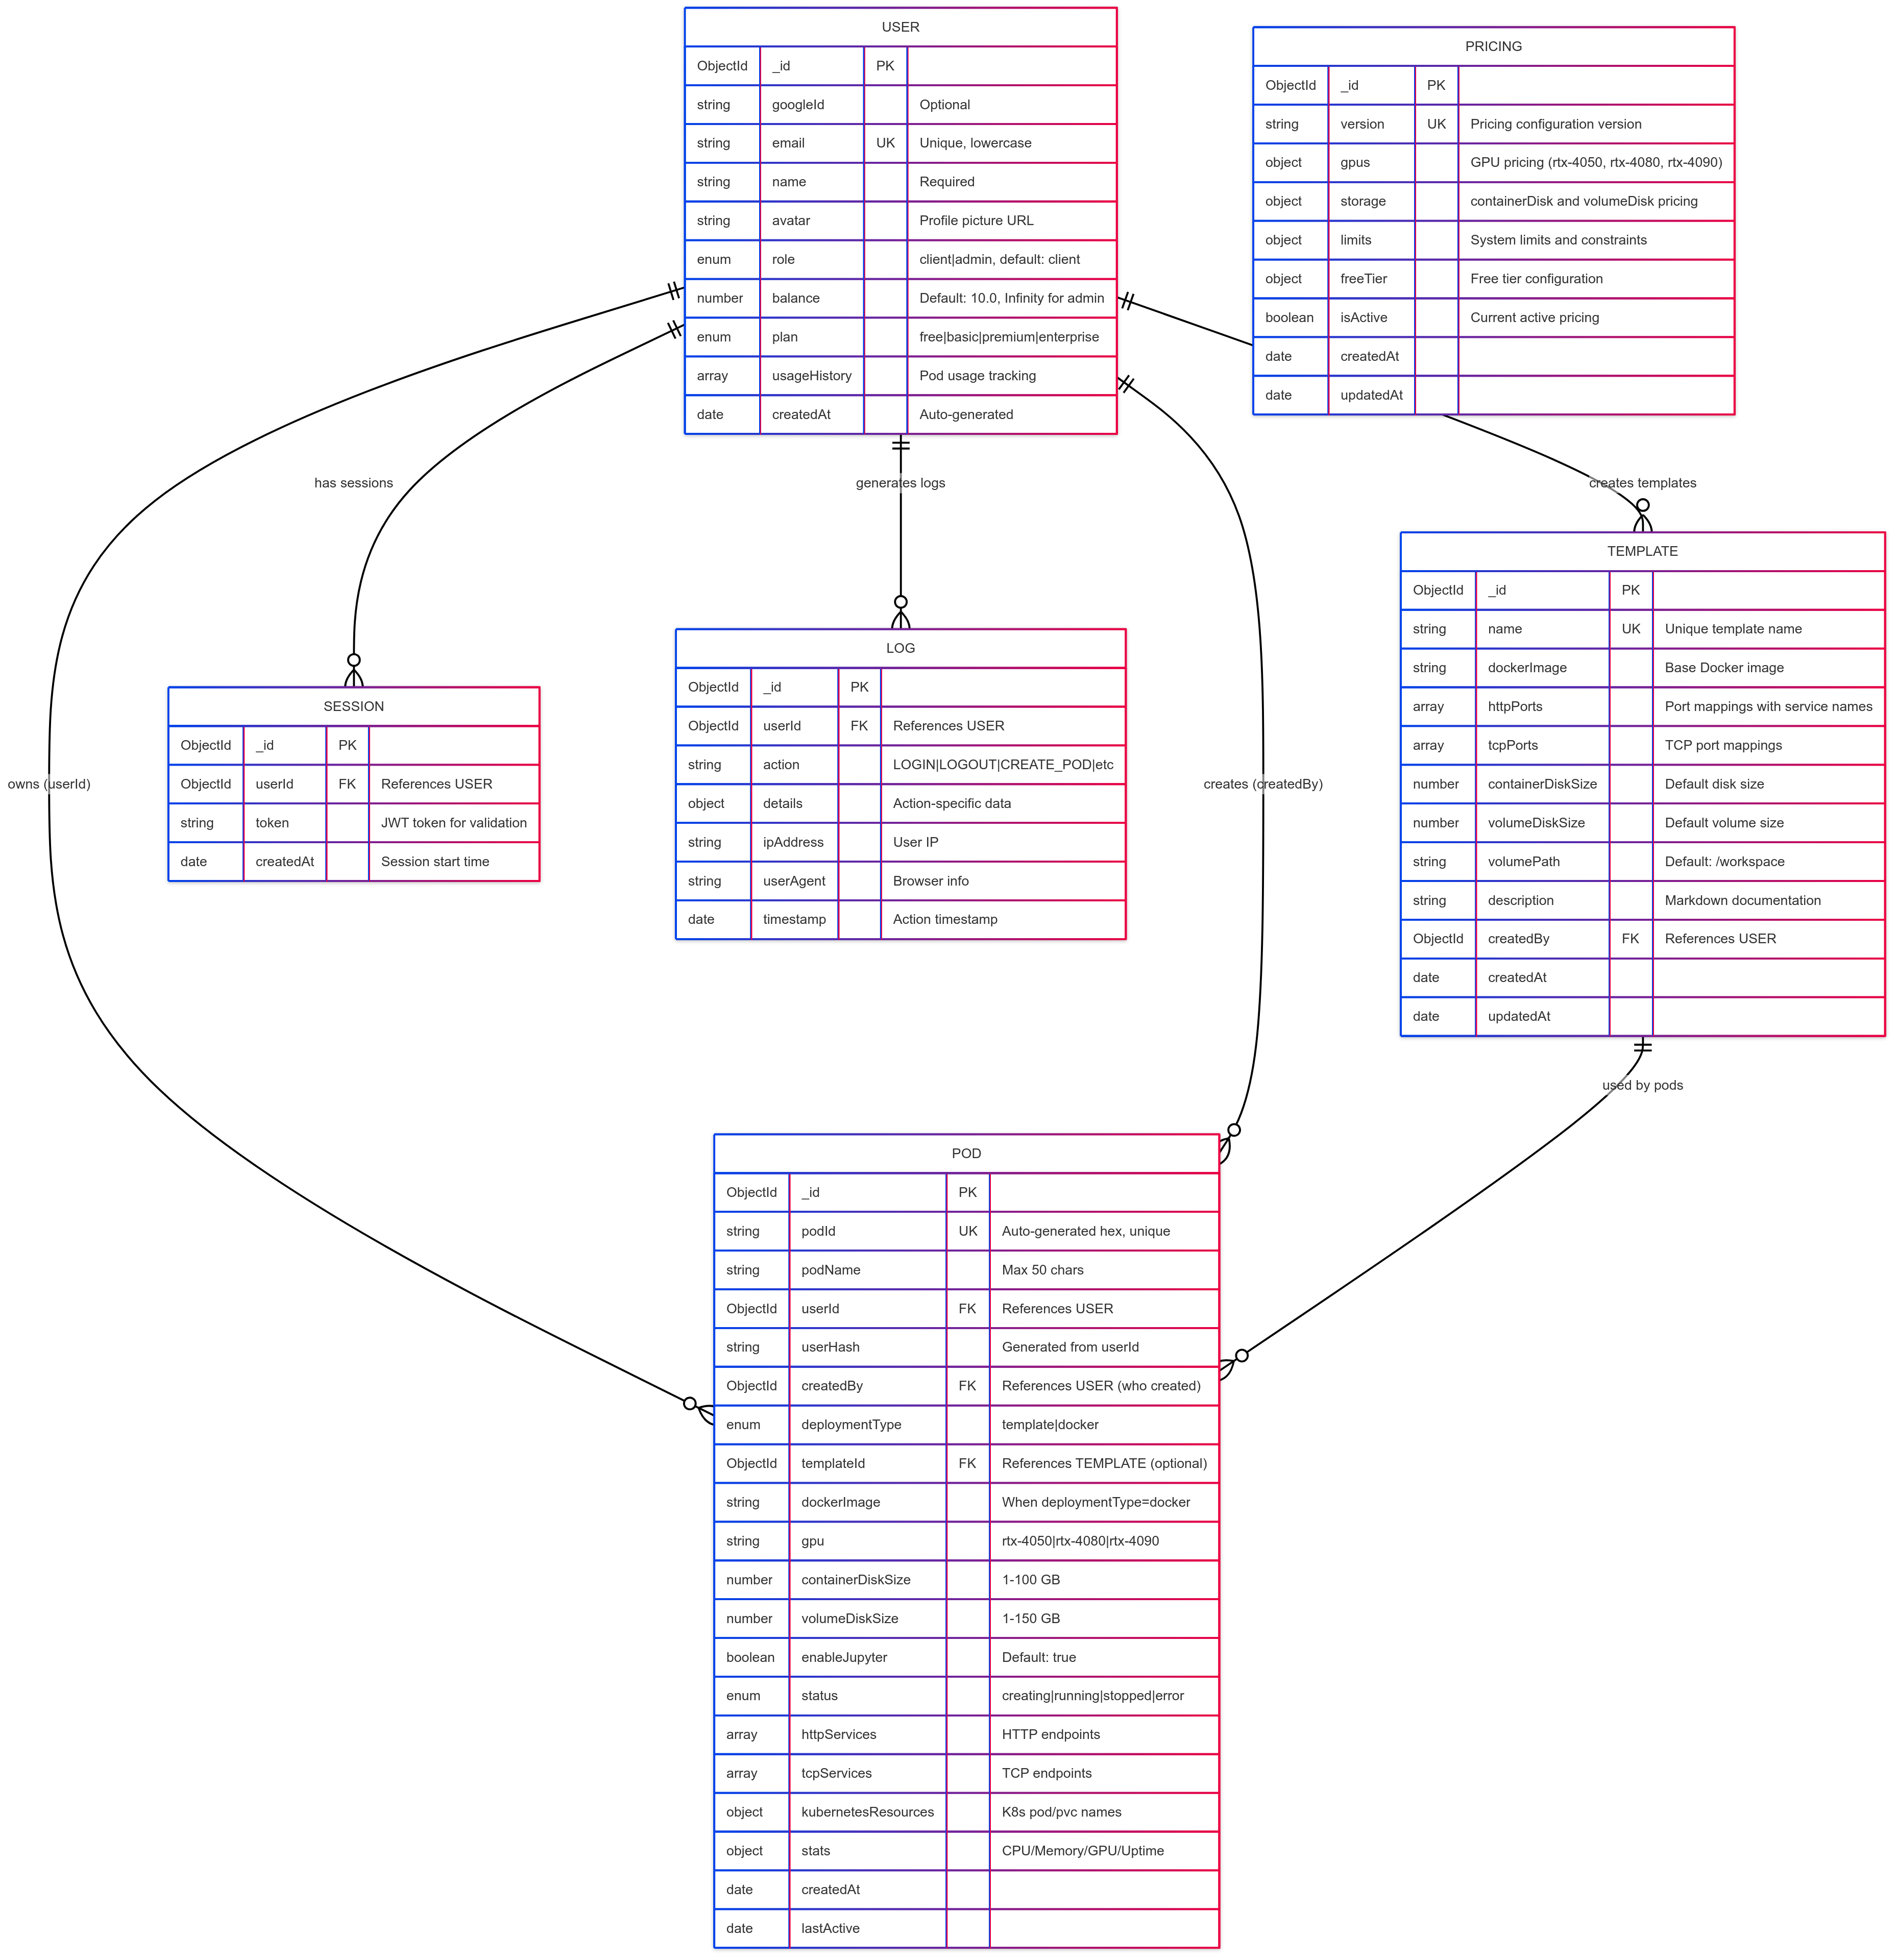 USER
ObjectId _id PK
string googleId Optional
string email UK Unique, lowercase
string name Required
string avatar Profile picture URL
enum role client|admin, default: client
number balance Default: 10.0, Infinity for admin
enum plan free|basic|premium|enterprise
array usageHistory Pod usage tracking
date createdAt Auto-generated
PRICING
ObjectId _id PK
string version UK Pricing configuration version
object gpus GPU pricing (rtx-4050, rtx-4080, rtx-4090)
object storage containerDisk and volumeDisk pricing
object limits System limits and constraints
object freeTier Free tier configuration
boolean isActive Current active pricing
date createdAt
date updatedAt
has sessions
generates logs
creates templates
SESSION
ObjectId _id PK
ObjectId userId FK References USER
string token JWT token for validation
date createdAt Session start time
LOG
ObjectId _id PK
ObjectId userId FK References USER
string action LOGIN|LOGOUT|CREATE_POD|etc
object details Action-specific data
string ipAddress User IP
string userAgent Browser info
date timestamp Action timestamp
TEMPLATE
ObjectId _id PK
string name UK Unique template name
string dockerImage Base Docker image
array httpPorts Port mappings with service names
array tcpPorts TCP port mappings
number containerDiskSize Default disk size
number volumeDiskSize Default volume size
string volumePath Default: /workspace
string description Markdown documentation
ObjectId createdBy FK References USER
date createdAt
date updatedAt
owns (userId)
creates (createdBy)
used by pods
POD
ObjectId _id PK
string podId UK Auto-generated hex, unique
string podName Max 50 chars
ObjectId userId FK References USER
string userHash Generated from userId
ObjectId createdBy FK References USER (who created)
enum deploymentType template|docker
ObjectId templateId FK References TEMPLATE (optional)
string dockerImage When deploymentType=docker
string gpu rtx-4050|rtx-4080|rtx-4090
number containerDiskSize 1-100 GB
number volumeDiskSize 1-150 GB
boolean enableJupyter Default: true
enum status creating|running|stopped|error
array httpServices HTTP endpoints
array tcpServices TCP endpoints
object kubernetesResources K8s pod/pvc names
object stats CPU/Memory/GPU/Uptime
date createdAt
date lastActive